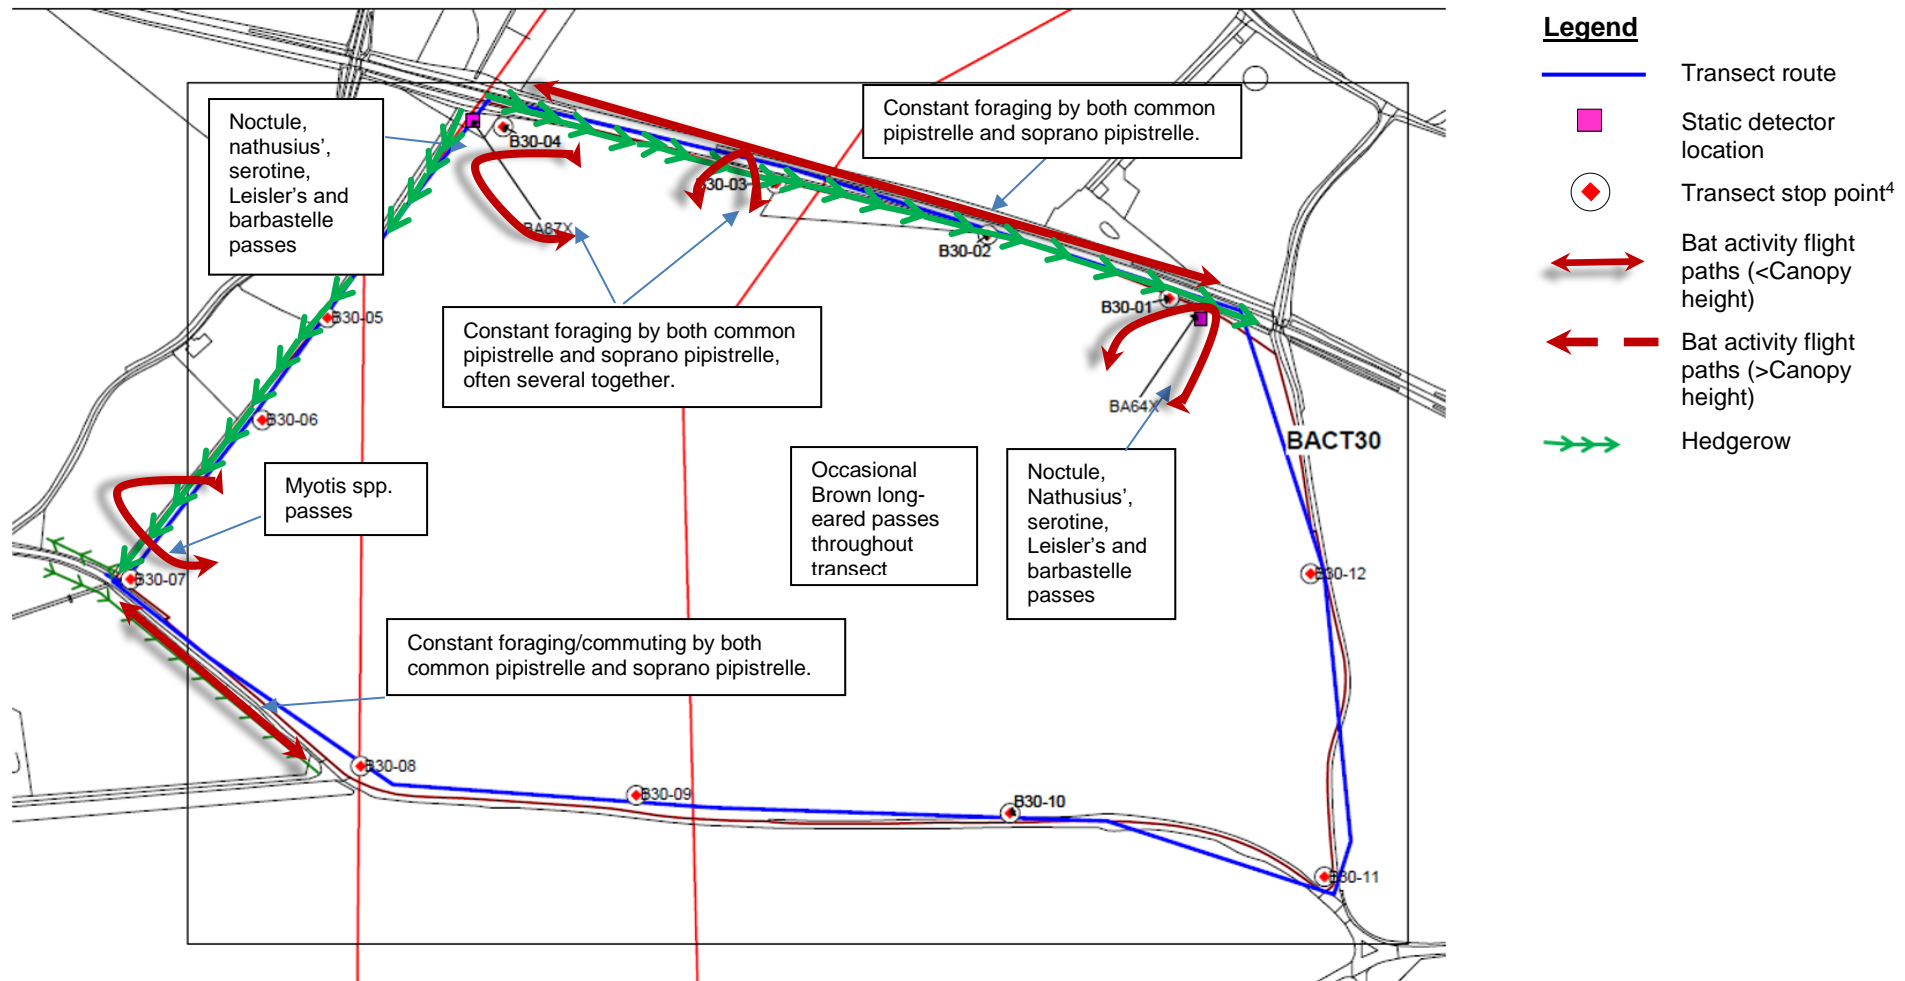 Legend
Transect route
Static detector
location
Transect stop point4
Bat activity flight
paths (<Canopy
height)
Bat activity flight
paths (>Canopy
height)
Hedgerow
Noctule,
nathusius’,
serotine,
Leisler’s and
barbastelle
passes
Constant foraging by both common
pipistrelle and soprano pipistrelle.
B30-04
B30-03
BA87X
B30-02
B30-01
BA64X
B30-05
Constant foraging by both common
pipistrelle and soprano pipistrelle,
often several together.
B30-06
BACT30
Myotis spp.
passes
Occasional
Brown long-
eared passes
throughout
transect
Noctule,
Nathusius’,
serotine,
Leisler’s and
barbastelle
passes
B30-07
B30-12
Constant foraging/commuting by both
common pipistrelle and soprano pipistrelle.
B30-08
B30-09
B30-10
B30-11